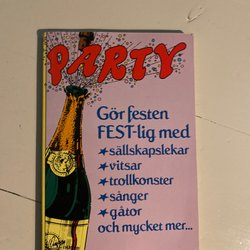 PARTY
Gör festen
FEST-lig med
★sällskapslekar
★vitsar
★trollkonster
★sånger
★gåtor
och mycket mer...